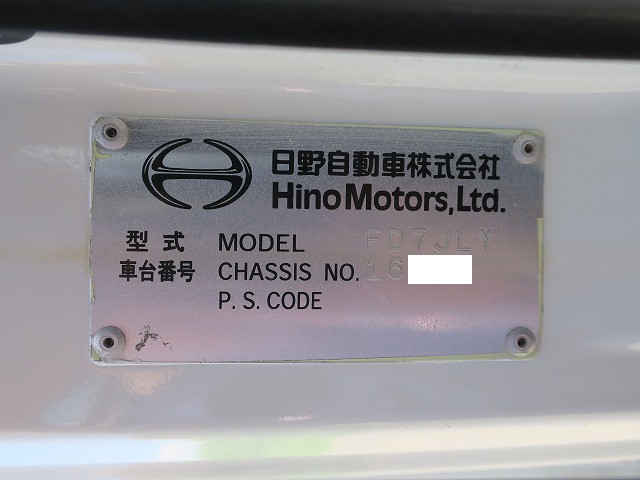 日野自動車株式会社
Hino Motors, Ltd.
型式 MODEL FD7JLY
車台番号 CHASSIS NO. 16
P. S. CODE